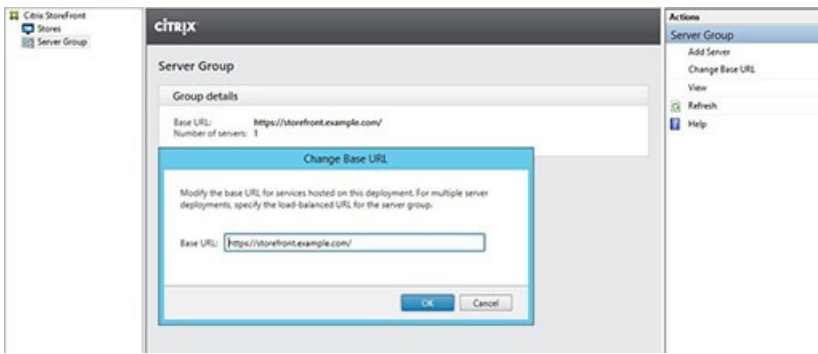 Citrix StoreFront
Stores
Server Group
CITRIX
Server Group
Group details
Base URL: https://storefront.example.com/
Number of servers: 1
Change Base URL
Modify the base URL for services hosted on this deployment. For multiple server
deployments, specify the load-balanced URL for the server group.
Base URL: https://storefront.example.com/
OK Cancel
Actions
Server Group
Add Server
Change Base URL
View
Refresh
Help